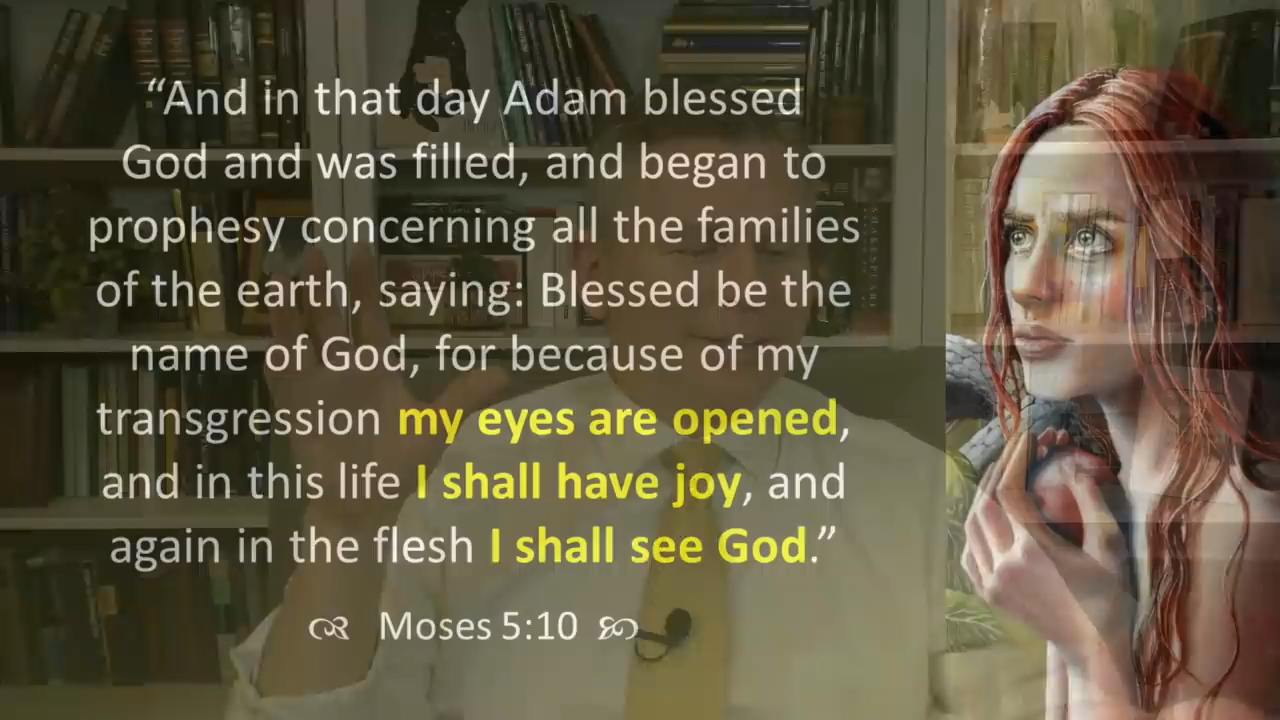 “And in that day Adam blessed
God and was filled, and began to
prophesy concerning all the families
of the earth, saying: Blessed be the
name of God, for because of my
transgression my eyes are opened,
and in this life I shall have joy, and
again in the flesh I shall see God.”
Moses 5:10